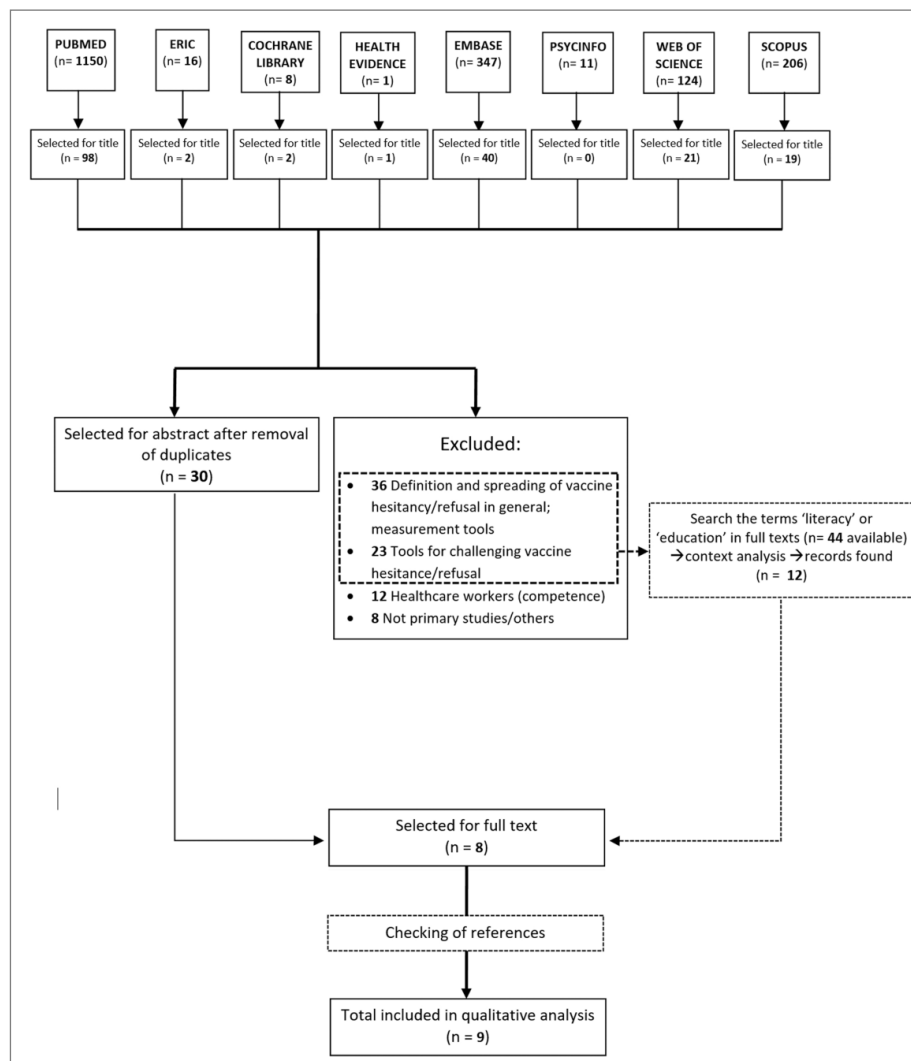 PUBMED
(n= 1150)
ERIC
(n= 16)
COCHRANE
LIBRARY
(n= 8)
HEALTH
EVIDENCE
(n= 1)
EMBASE
(n= 347)
PSYCINFO
(n= 11)
WEB OF
SCIENCE
(n= 124)
SCOPUS
(n= 206)
Selected for title
(n = 98)
Selected for title
(n = 2)
Selected for title
(n = 2)
Selected for title
(n = 1)
Selected for title
(n = 40)
Selected for title
(n = 0)
Selected for title
(n = 21)
Selected for title
(n = 19)
Selected for abstract after removal
of duplicates
(n = 30)
Excluded:
• 36 Definition and spreading of vaccine
hesitancy/refusal in general;
measurement tools
• 23 Tools for challenging vaccine
hesitance/refusal
• 12 Healthcare workers (competence)
• 8 Not primary studies/others
Search the terms ‘literacy’ or
‘education’ in full texts (n= 44 available)
→context analysis →records found
(n = 12)
Selected for full text
(n = 8)
Checking of references
Total included in qualitative analysis
(n = 9)